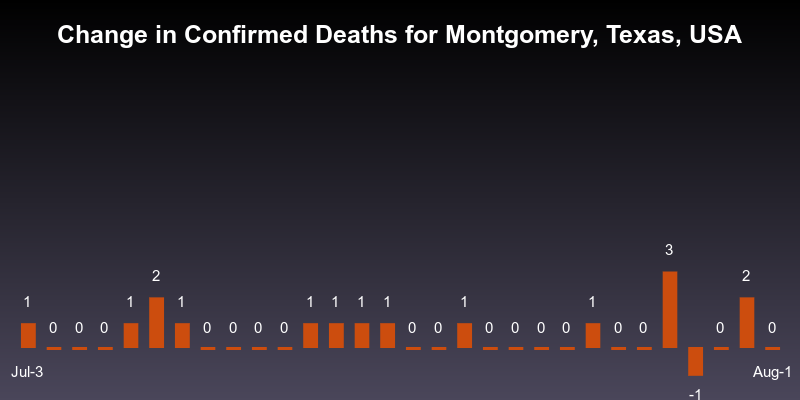 Change in Confirmed Deaths for Montgomery, Texas, USA
1 0 0 0 1 2 1 0 0 0 0 1 1 1 1 0 0 1 0 0 0 0 1 0 0 3 -1 0 2 0
Jul-3 Aug-1